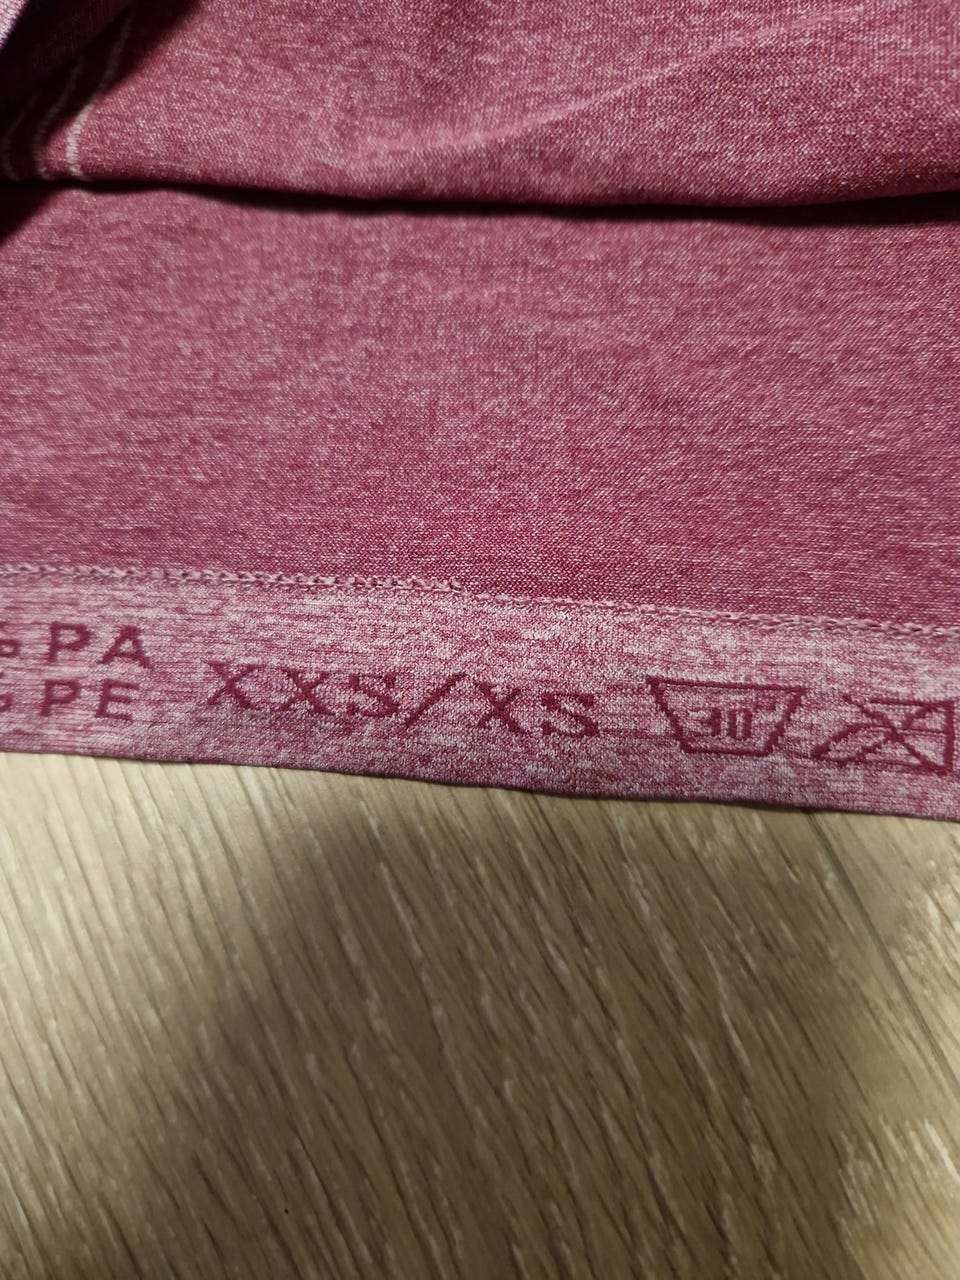 % PA
% PE
XXS/XS
30°